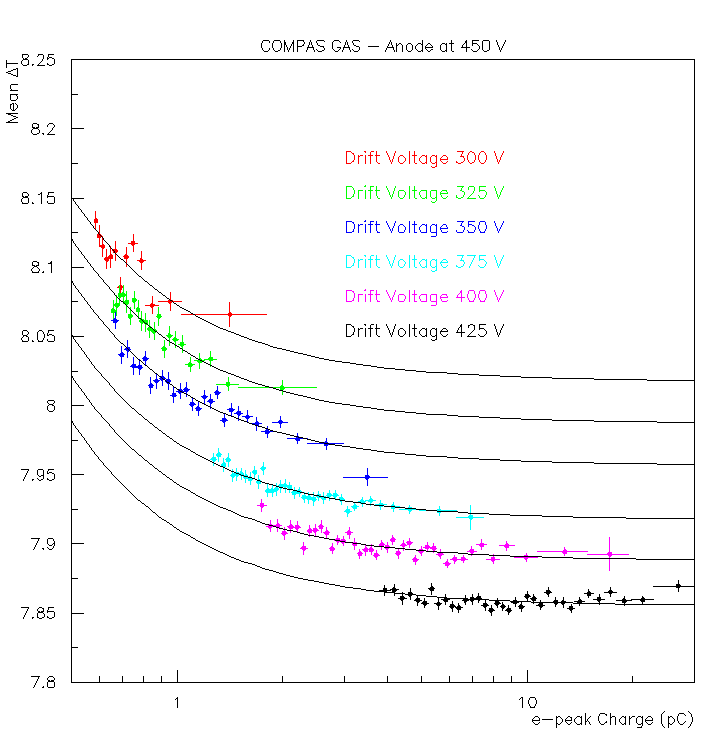 COMPAS GAS − Anode at 450 V
Mean ΔT
8.25
8.2
8.15
8.1
8.05
8
7.95
7.9
7.85
7.8
Drift Voltage 300 V
Drift Voltage 325 V
Drift Voltage 350 V
Drift Voltage 375 V
Drift Voltage 400 V
Drift Voltage 425 V
1
10
e−peak Charge (pC)